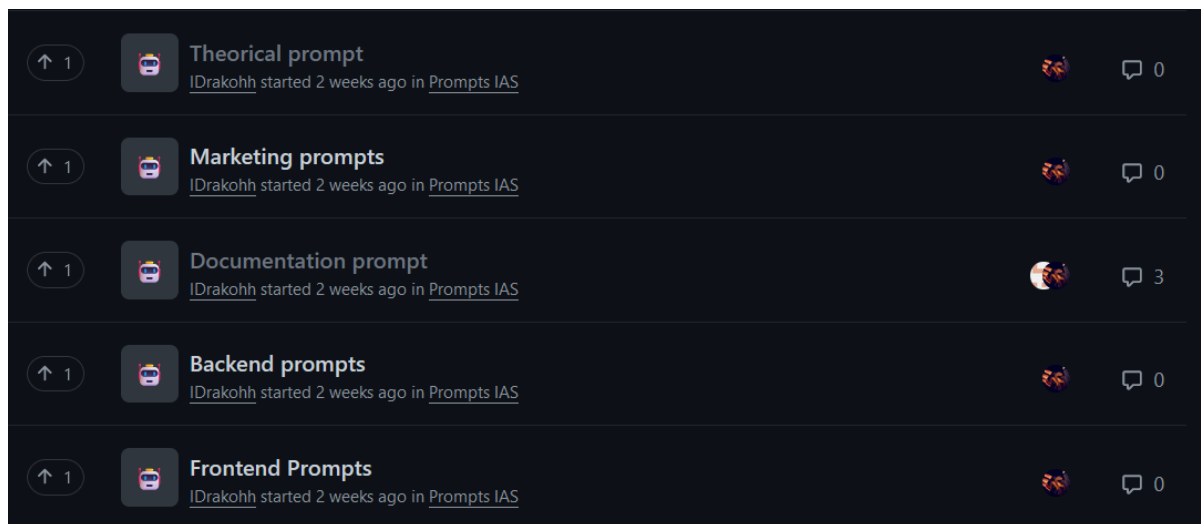 1
Theorical prompt
IDrakohh started 2 weeks ago in Prompts IAS
0
1
Marketing prompts
IDrakohh started 2 weeks ago in Prompts IAS
0
1
Documentation prompt
IDrakohh started 2 weeks ago in Prompts IAS
3
1
Backend prompts
IDrakohh started 2 weeks ago in Prompts IAS
0
1
Frontend Prompts
IDrakohh started 2 weeks ago in Prompts IAS
0